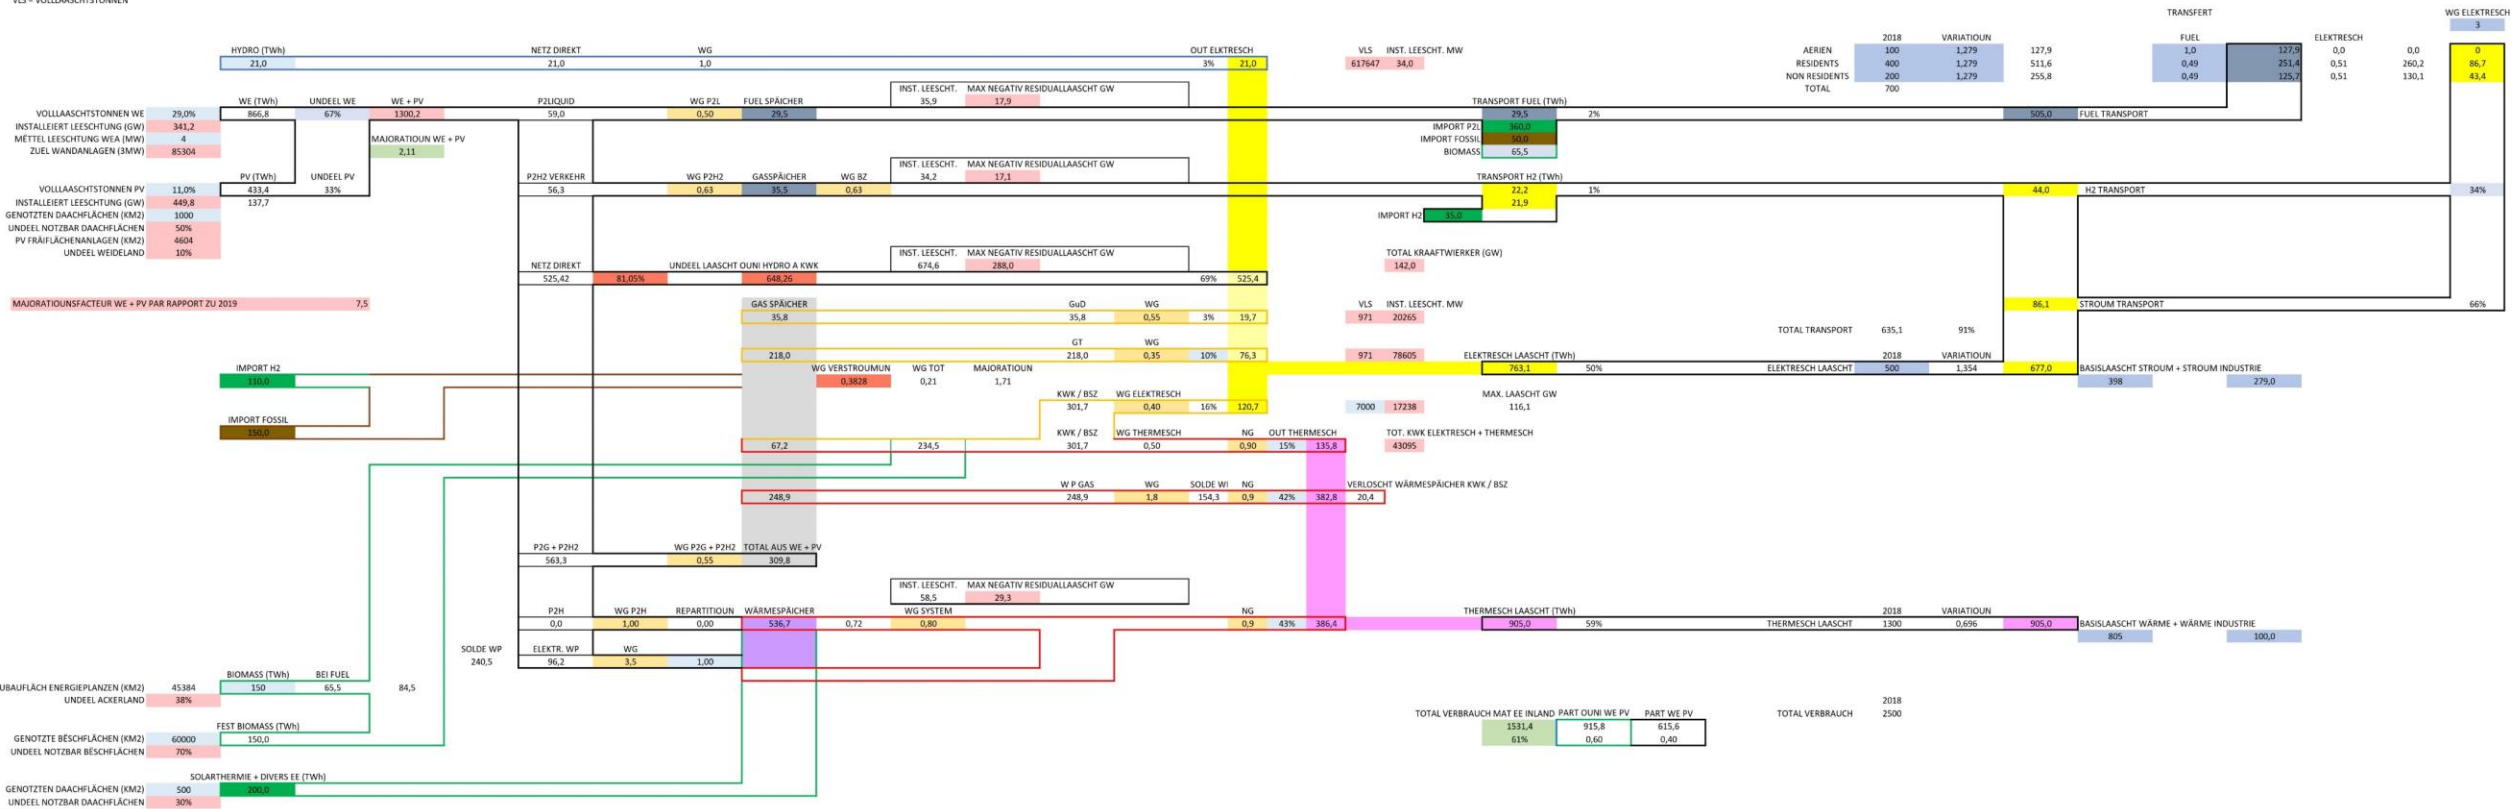 VLS = VOLLLAASCHTSTONNEN
TRANSFERT WG ELEKTRESCH
3
HYDRO (TWh) NETZ DIREKT WG OUT ELKTRESCH VLS INST. LEESCHT. MW 2018 VARIATIOUN FUEL ELEKTRESCH
AERIEN 100 1,279 127,9 1,0 127,9 0,0 0,0 0
21,0 21,0 1,0 3% 21,0 617647 34,0 RESIDENTS 400 1,279 511,6 0,49 251,4 0,51 260,2 86,7
NON RESIDENTS 200 1,279 255,8 0,49 125,7 0,51 130,1 43,4
INST. LEESCHT. MAX NEGATIV RESIDUALLAASCHT GW TOTAL 700
WE (TWh) UNDEEL WE WE + PV P2LIQUID WG P2L FUEL SPÄICHER 35,9 17,9 TRANSPORT FUEL (TWh)
VOLLLAASCHTSTONNEN WE 29,0% 866,8 67% 1300,2 59,0 0,50 29,5 29,5 2% 505,0 FUEL TRANSPORT
INSTALLEIERT LEESCHTUNG (GW) 341,2 IMPORT P2L 360,0
MËTTEL LEESCHTUNG WEA (MW) 4 MAJORATIOUN WE + PV IMPORT FOSSIL 50,0
ZUEL WANDANLAGEN (3MW) 85304 2,11 BIOMASS 65,5
INST. LEESCHT. MAX NEGATIV RESIDUALLAASCHT GW
PV (TWh) UNDEEL PV P2H2 VERKEHR WG P2H2 GASSPÄICHER WG BZ 34,2 17,1 TRANSPORT H2 (TWh)
VOLLLAASCHTSTONNEN PV 11,0% 433,4 33% 56,3 0,63 35,5 0,63 22,2 1% 44,0 H2 TRANSPORT 34%
INSTALLEIERT LEESCHTUNG (GW) 449,8 137,7 21,9
GENOTZTEN DAACHFLÄCHEN (KM2) 1000 IMPORT H2 35,0
UNDEEL NOTZBAR DAACHFLÄCHEN 50%
PV FRÄIFLÄCHENANLAGEN (KM2) 4604
UNDEEL WEIDELAND 10% INST. LEESCHT. MAX NEGATIV RESIDUALLAASCHT GW TOTAL KRAAFTWIERKER (GW)
NETZ DIREKT UNDEEL LAASCHT OUNI HYDRO A KWK 674,6 288,0 142,0
525,42 81,05% 648,26 69% 525,4
MAJORATIOUNSFACTEUR WE + PV PAR RAPPORT ZU 2019 7,5 GAS SPÄICHER GuD WG VLS INST. LEESCHT. MW 86,1 STROUM TRANSPORT 66%
35,8 35,8 0,55 3% 19,7 971 20265
TOTAL TRANSPORT 635,1 91%
GT WG
218,0 218,0 0,35 10% 76,3 971 78605 ELEKTRESCH LAASCHT (TWh) 2018 VARIATIOUN
IMPORT H2 WG VERSTROUMUN WG TOT MAJORATIOUN 763,1 50% ELEKTRESCH LAASCHT 500 1,354 677,0 BASISLAASCHT STROUM + STROUM INDUSTRIE
110,0 0,3828 0,21 1,71 398 279,0
KWK / BSZ WG ELEKTRESCH MAX. LAASCHT GW
301,7 0,40 16% 120,7 7000 17238 116,1
IMPORT FOSSIL
150,0 KWK / BSZ WG THERMESCH NG OUT THERMESCH TOT. KWK ELEKTRESCH + THERMESCH
67,2 234,5 301,7 0,50 0,90 15% 135,8 43095
W P GAS WG SOLDE WI NG VERLOSCHT WÄRMESPÄICHER KWK / BSZ
248,9 248,9 1,8 154,3 0,9 42% 382,8 20,4
P2G + P2H2 WG P2G + P2H2 TOTAL AUS WE + PV
563,3 0,55 309,8
INST. LEESCHT. MAX NEGATIV RESIDUALLAASCHT GW
58,5 29,3
P2H WG P2H REPARTITIOUN WÄRMESPÄICHER WG SYSTEM NG THERMESCH LAASCHT (TWh) 2018 VARIATIOUN
0,0 1,00 0,00 536,7 0,72 0,80 0,9 43% 386,4 905,0 59% THERMESCH LAASCHT 1300 0,696 905,0 BASISLAASCHT WÄRME + WÄRME INDUSTRIE
805 100,0
SOLDE WP ELEKTR. WP WG
240,5 96,2 3,5 1,00
BIOMASS (TWh) BEI FUEL
UBAUFLÄCH ENERGIEPLANZEN (KM2) 45384 150 65,5 84,5
UNDEEL ACKERLAND 38% 2018
TOTAL VERBRAUCH MAT EE INLAND PART OUNI WE PV PART WE PV TOTAL VERBRAUCH 2500
FEST BIOMASS (TWh) 1531,4 915,8 615,6
GENOTZTE BËSCHFLÄCHEN (KM2) 60000 150,0 61% 0,60 0,40
UNDEEL NOTZBAR BËSCHFLÄCHEN 70%
SOLARTHERMIE + DIVERS EE (TWh)
GENOTZTEN DAACHFLÄCHEN (KM2) 500 200,0
UNDEEL NOTZBAR DAACHFLÄCHEN 30%